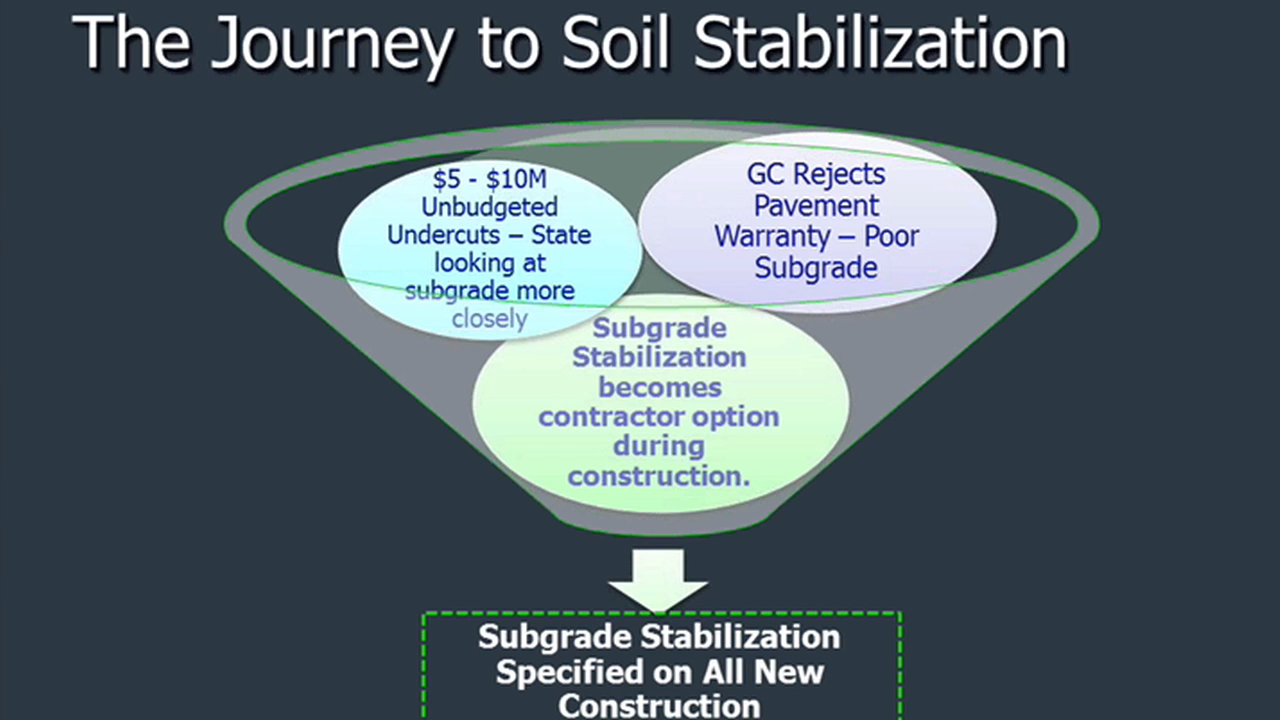 The Journey to Soil Stabilization
$5 - $10M
Unbudgeted
Undercuts – State
looking at
subgrade more
closely
GC Rejects
Pavement
Warranty – Poor
Subgrade
Subgrade
Stabilization
becomes
contractor option
during
construction.
Subgrade Stabilization
Specified on All New
Construction